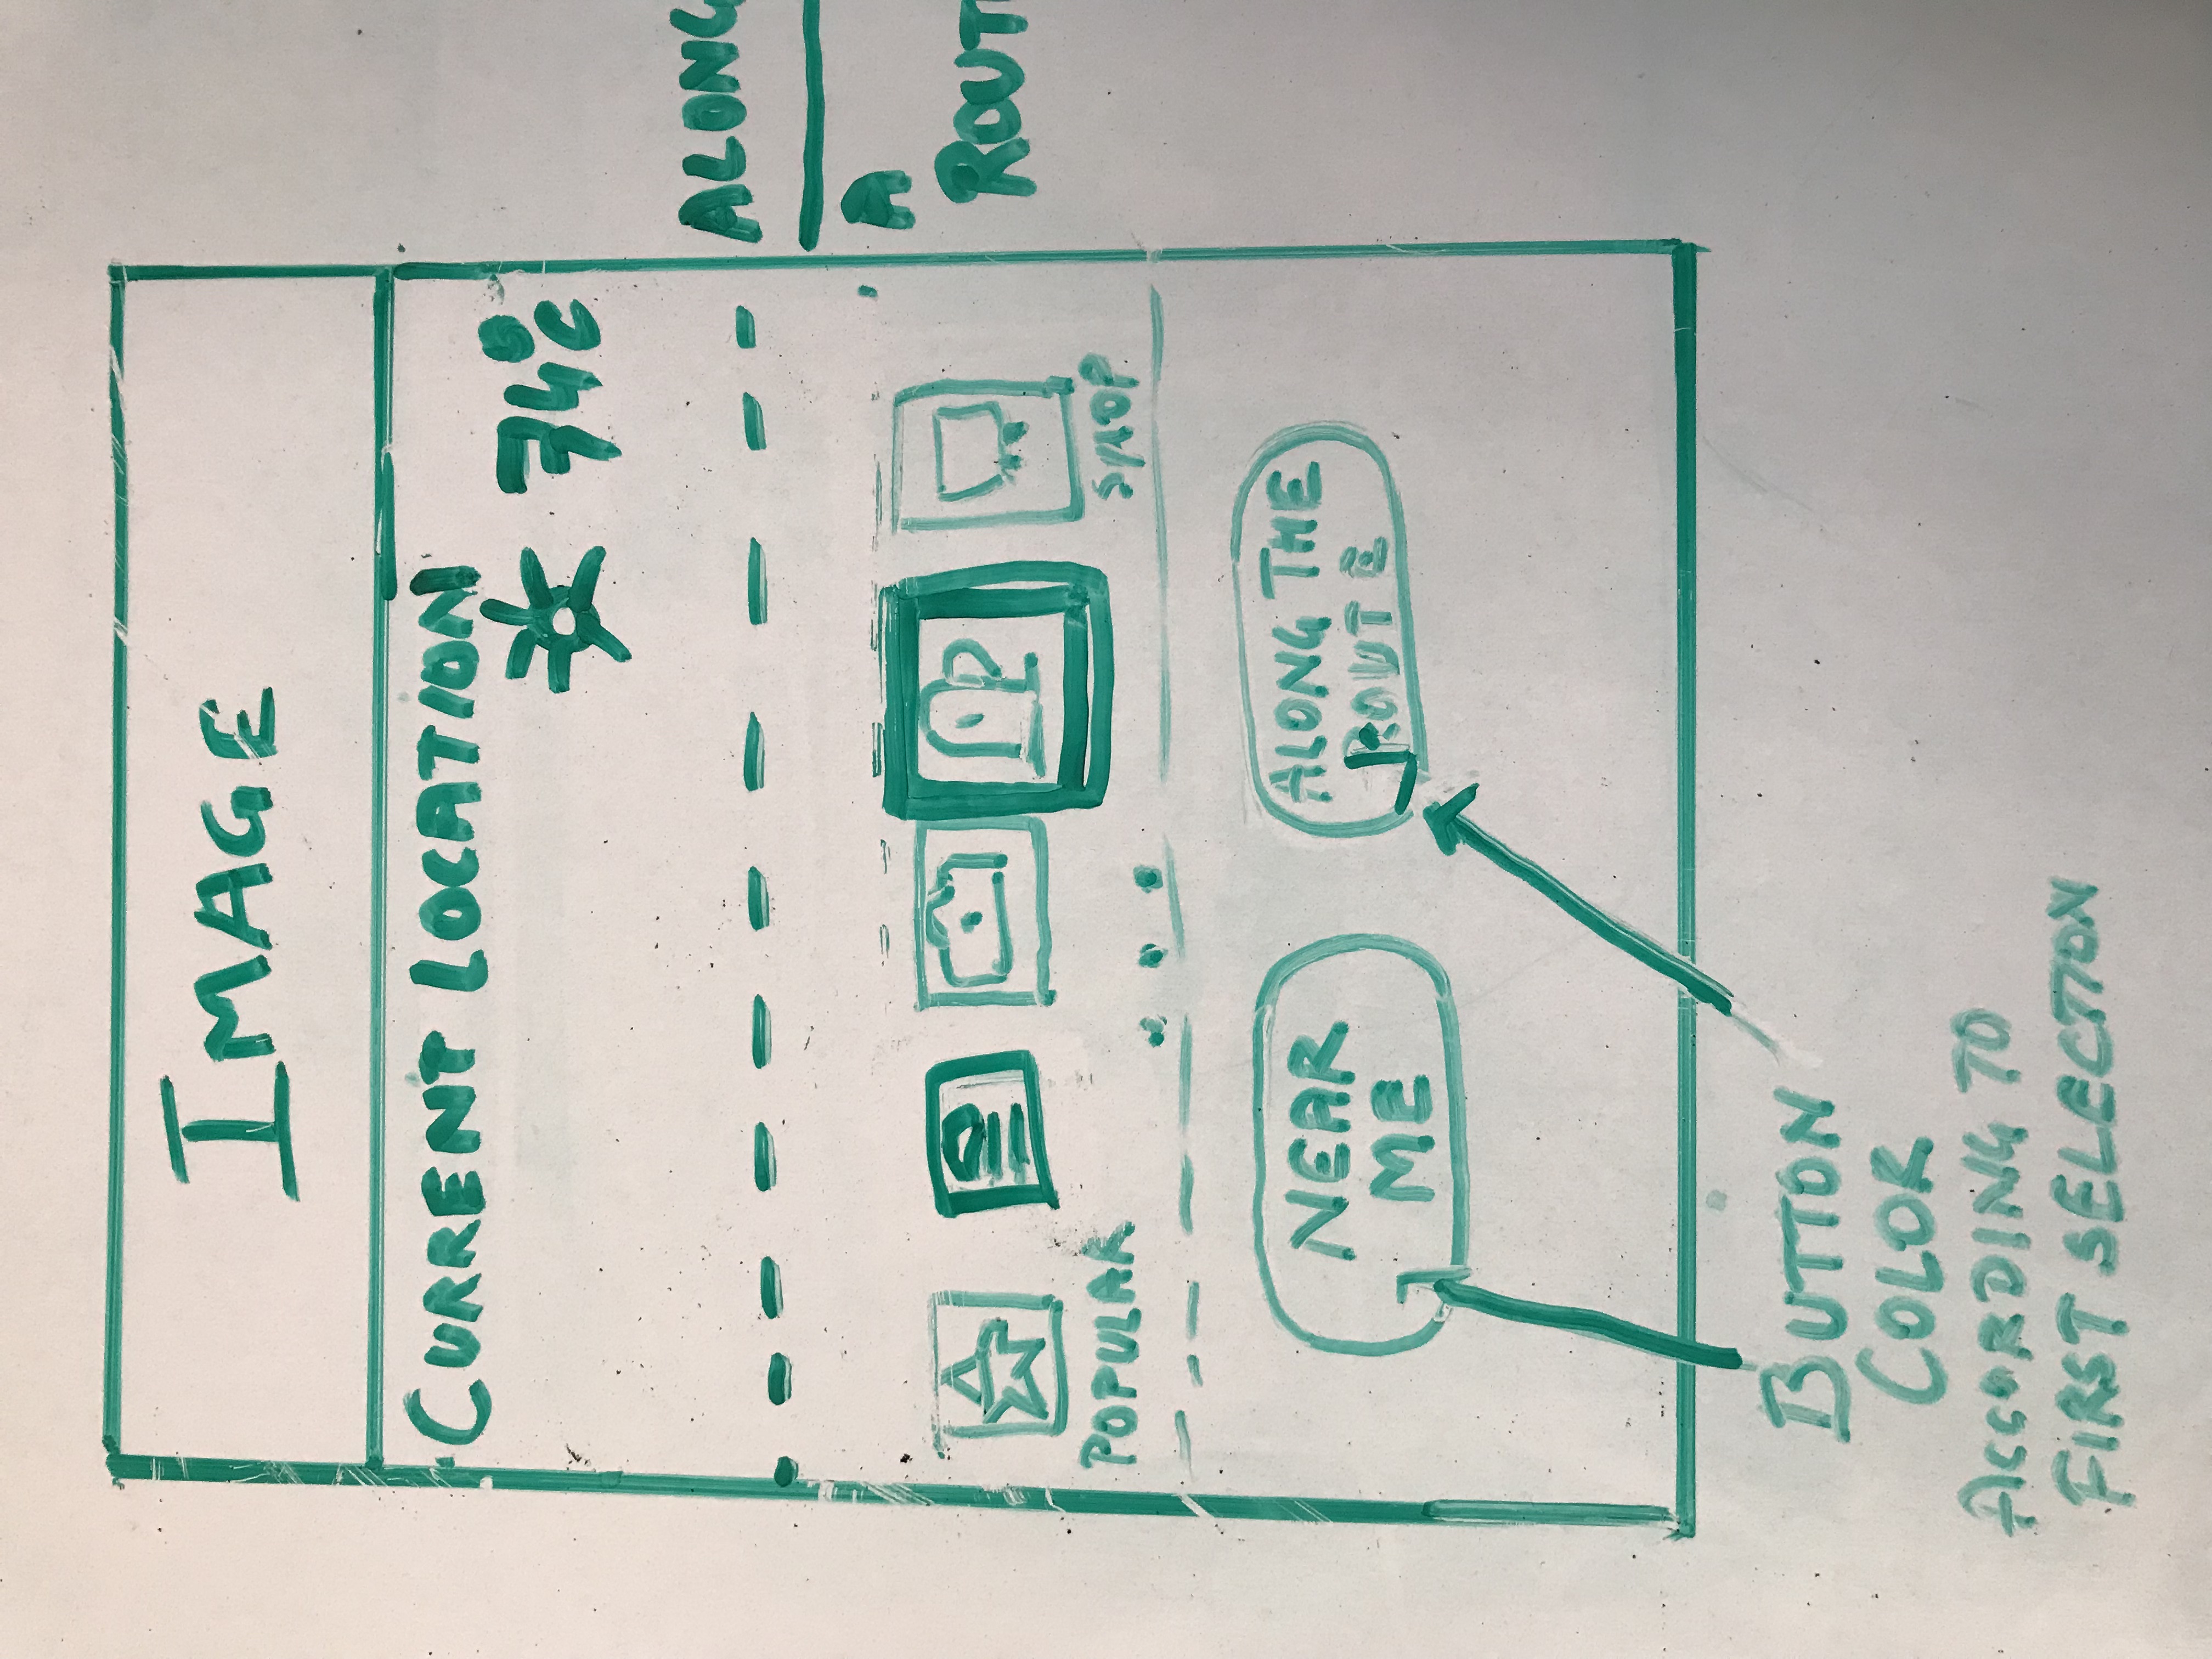 IMAGE
CURRENT LOCATION
74°C
ALONG
A
ROUT
POPULAR
SHOP
NEAR
ME
ALONG THE
ROUTE
BUTTON
COLOR
ACCORDING TO
FIRST SELECTION